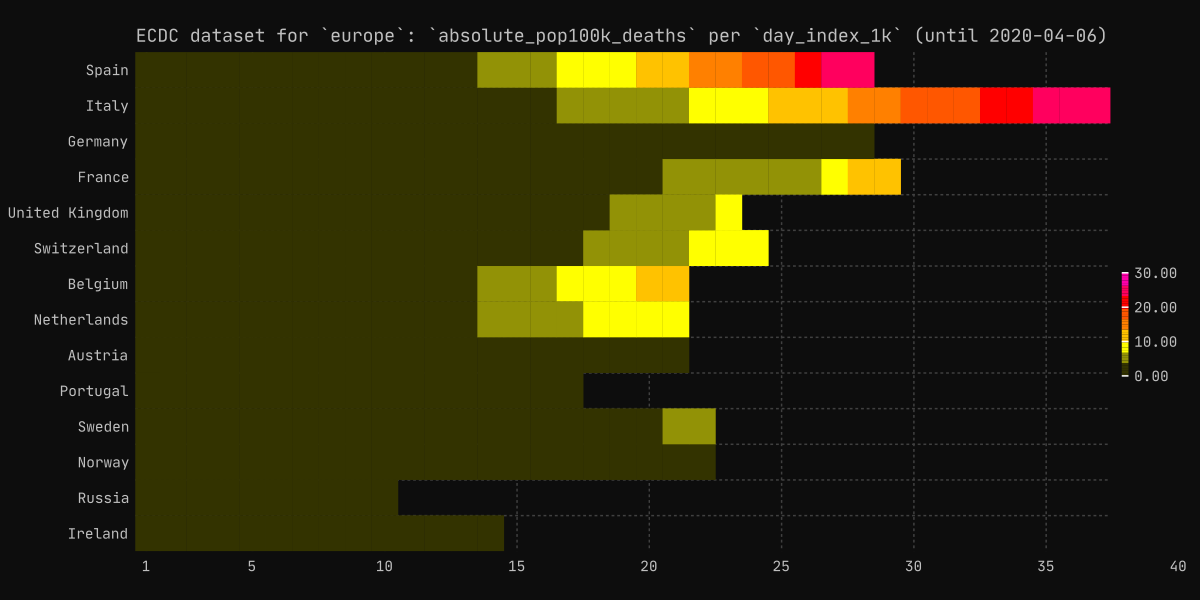 ECDC dataset for `europe`: `absolute_pop100k_deaths` per `day_index_1k` (until 2020-04-06)
Spain
Italy
Germany
France
United Kingdom
Switzerland
Belgium
Netherlands
Austria
Portugal
Sweden
Norway
Russia
Ireland
30.00
20.00
10.00
0.00
1 5 10 15 20 25 30 35 40